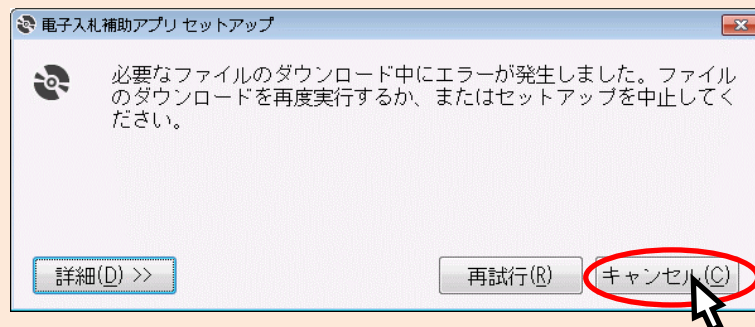 電子入札補助アプリ セットアップ
必要なファイルのダウンロード中にエラーが発生しました。ファイル
のダウンロードを再度実行するか、またはセットアップを中止してく
ださい。
詳細(D) >> 再試行(R) キャンセル(C)